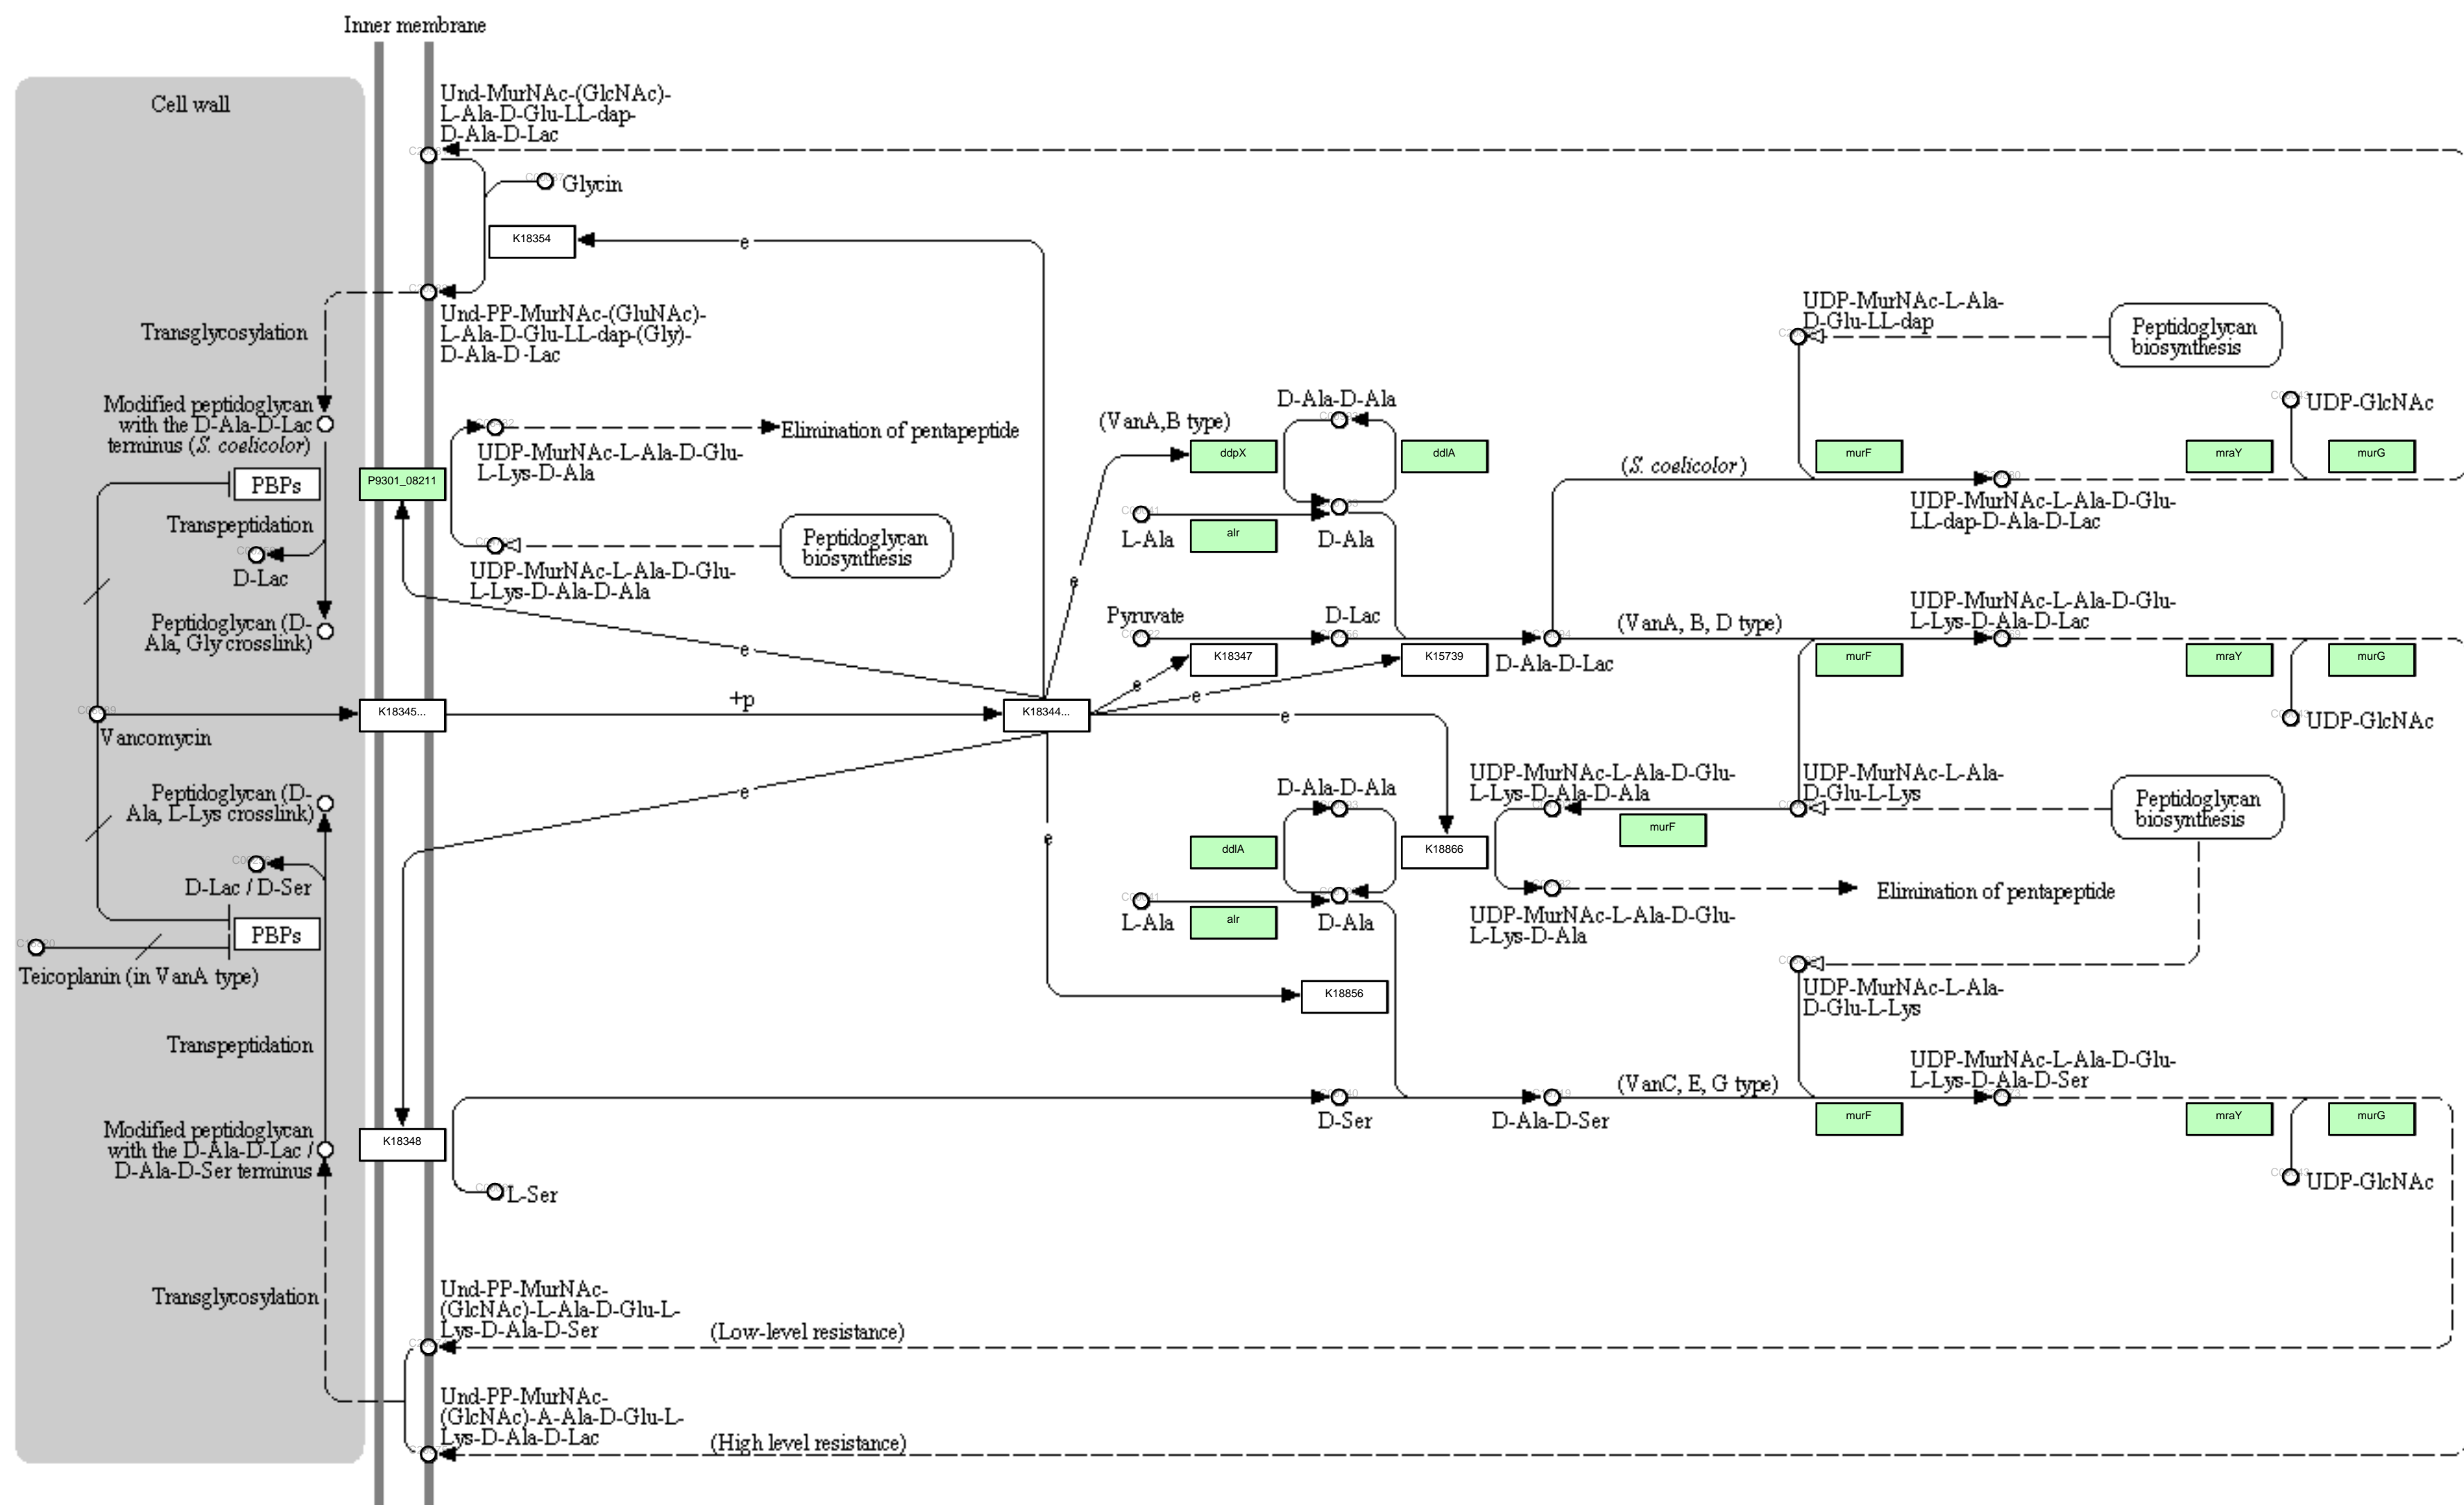 Inner membrane
Cell wall
Und-MurNAc-(GlcNAc)-
L-Ala-D-Glu-LL-dap-
D-Ala-D-Lac
Glycin
K18354
e
Und-PP-MurNAc-(GluNAc)-
L-Ala-D-Glu-LL-dap-(Gly)-
D-Ala-D-Lac
Transglycosylation
Modified peptidoglycan
with the D-Ala-D-Lac
terminus (S. coelicolor)
PBPs
Transpeptidation
D-Lac
Peptidoglycan (D-
Ala, Gly crosslink)
P9301_08211
Elimination of pentapeptide
UDP-MurNAc-L-Ala-D-Glu-
L-Lys-D-Ala
Peptidoglycan
biosynthesis
UDP-MurNAc-L-Ala-D-Glu-
L-Lys-D-Ala-D-Ala
e
(VanA,B type)
e
D-Ala-D-Ala
ddpX
ddlA
L-Ala
alr
D-Ala
UDP-MurNAc-L-Ala-
D-Glu-LL-dap
Peptidoglycan
biosynthesis
UDP-GlcNAc
(S. coelicolor)
murF
mraY
murG
UDP-MurNAc-L-Ala-D-Glu-
LL-dap-D-Ala-D-Lac
Pyruvate
D-Lac
K18347
K15739
e
e
D-Ala-D-Lac
(VanA, B, D type)
UDP-MurNAc-L-Ala-D-Glu-
L-Lys-D-Ala-D-Lac
murF
mraY
murG
UDP-GlcNAc
Vancomycin
K18345...
+p
K18344...
e
Peptidoglycan (D-
Ala, L-Lys crosslink)
e
e
D-Lac / D-Ser
PBPs
Teicoplanin (in VanA type)
D-Ala-D-Ala
ddlA
K18866
L-Ala
alr
D-Ala
UDP-MurNAc-L-Ala-D-Glu-
L-Lys-D-Ala-D-Ala
murF
UDP-MurNAc-L-Ala-
D-Glu-L-Lys
Peptidoglycan
biosynthesis
Elimination of pentapeptide
UDP-MurNAc-L-Ala-D-Glu-
L-Lys-D-Ala
K18856
UDP-MurNAc-L-Ala-
D-Glu-L-Lys
Transpeptidation
Modified peptidoglycan
with the D-Ala-D-Lac /
D-Ala-D-Ser terminus
K18348
L-Ser
D-Ser
D-Ala-D-Ser
(VanC, E, G type)
UDP-MurNAc-L-Ala-D-Glu-
L-Lys-D-Ala-D-Ser
murF
mraY
murG
UDP-GlcNAc
Transglycosylation
Und-PP-MurNAc-
(GlcNAc)-L-Ala-D-Glu-L-
Lys-D-Ala-D-Ser
(Low-level resistance)
Und-PP-MurNAc-
(GlcNAc)-A-Ala-D-Glu-L-
Lys-D-Ala-D-Lac
(High level resistance)